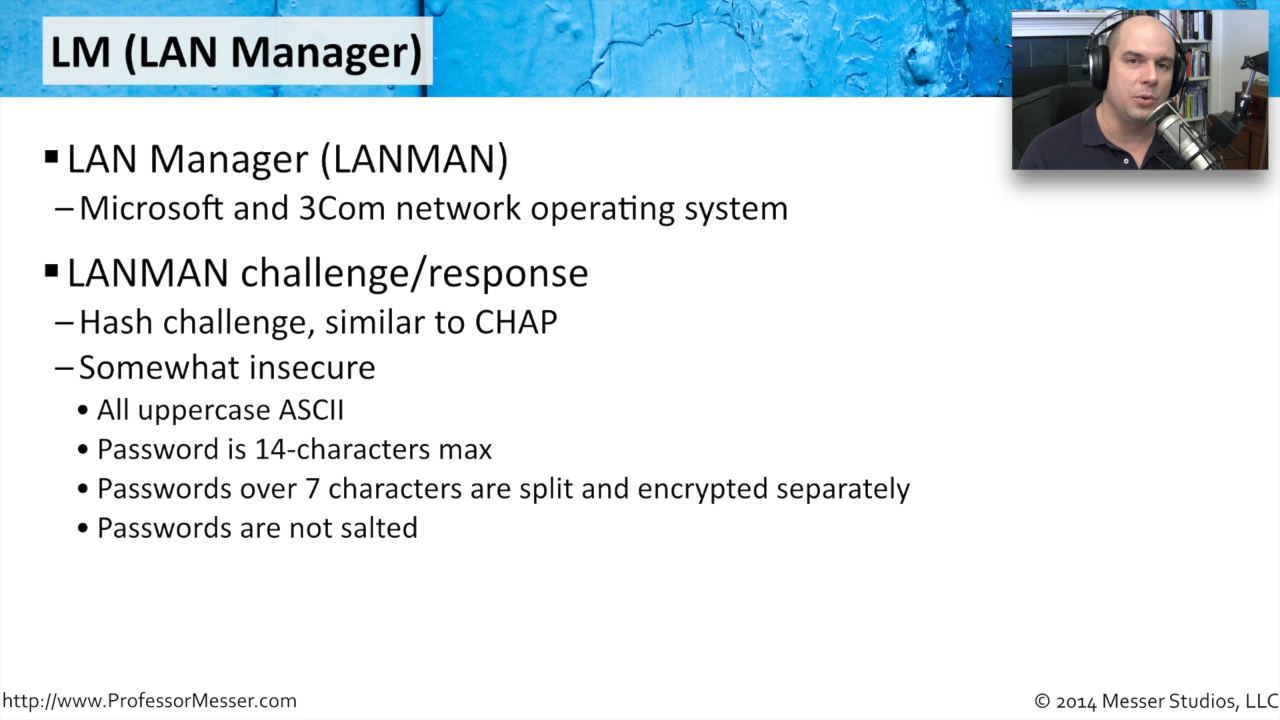 LM (LAN Manager)
▪ LAN Manager (LANMAN)
– Microsoft and 3Com network operating system
▪ LANMAN challenge/response
– Hash challenge, similar to CHAP
– Somewhat insecure
• All uppercase ASCII
• Password is 14-characters max
• Passwords over 7 characters are split and encrypted separately
• Passwords are not salted
http://www.ProfessorMesser.com
© 2014 Messer Studios, LLC